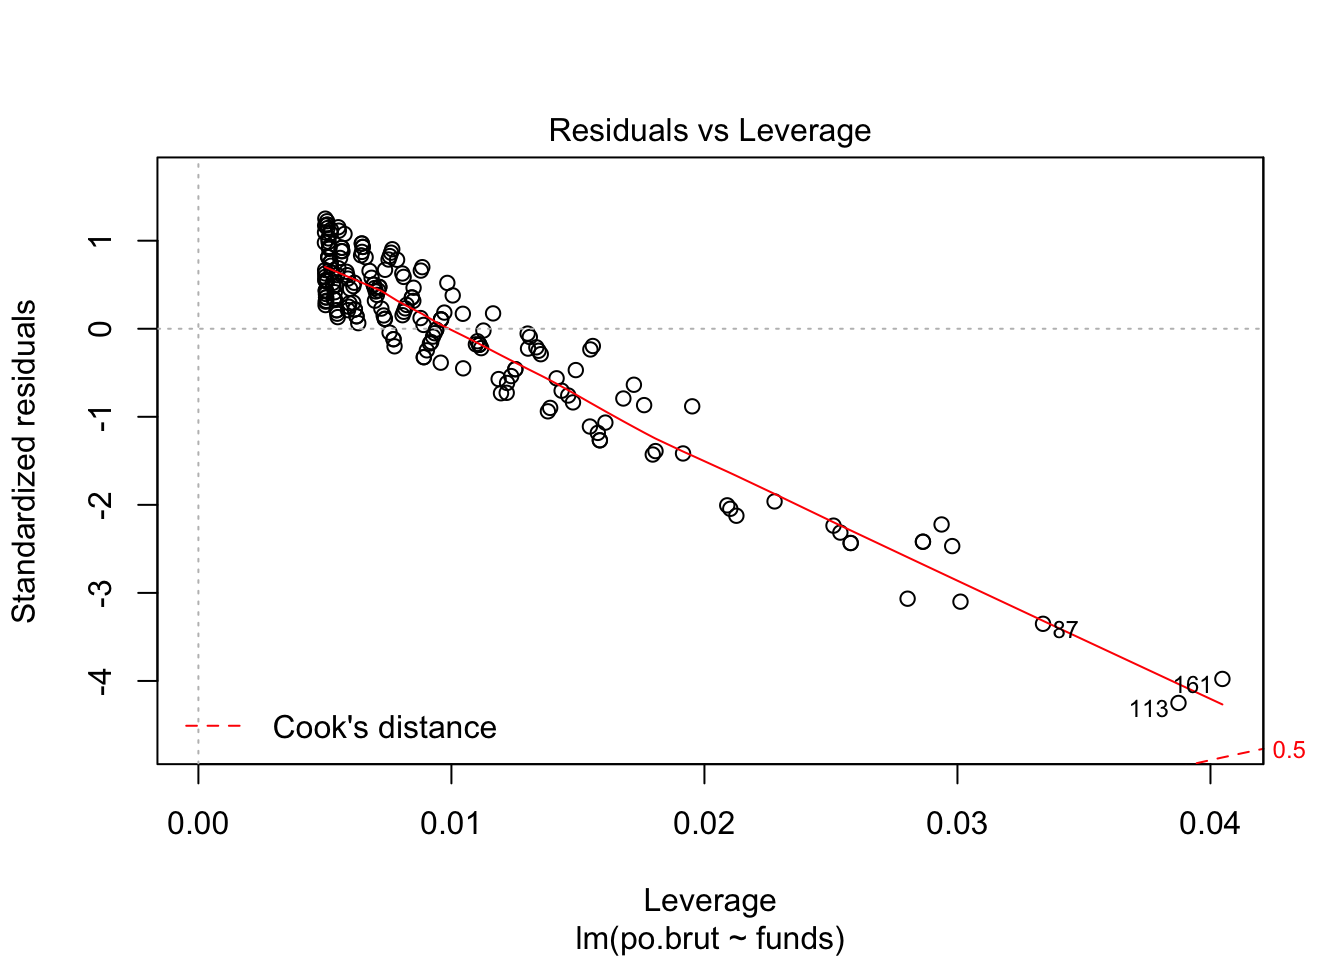 Residuals vs Leverage
Standardized residuals
1
0
-1
-2
-3
-4
87
161
113
Cook's distance
0.5
0.00 0.01 0.02 0.03 0.04
Leverage
lm(po.brut ~ funds)